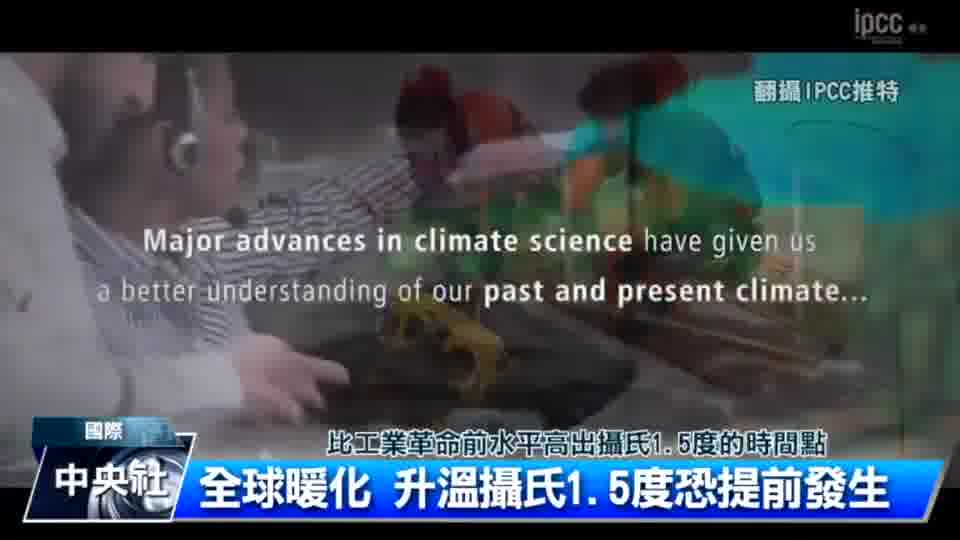 ipcc
翻攝IPCC推特
Major advances in climate science have given us
a better understanding of our past and present climate...
國際
比工業革命前水平高出攝氏1.5度的時間點
中央社
全球暖化 升溫攝氏1.5度恐提前發生